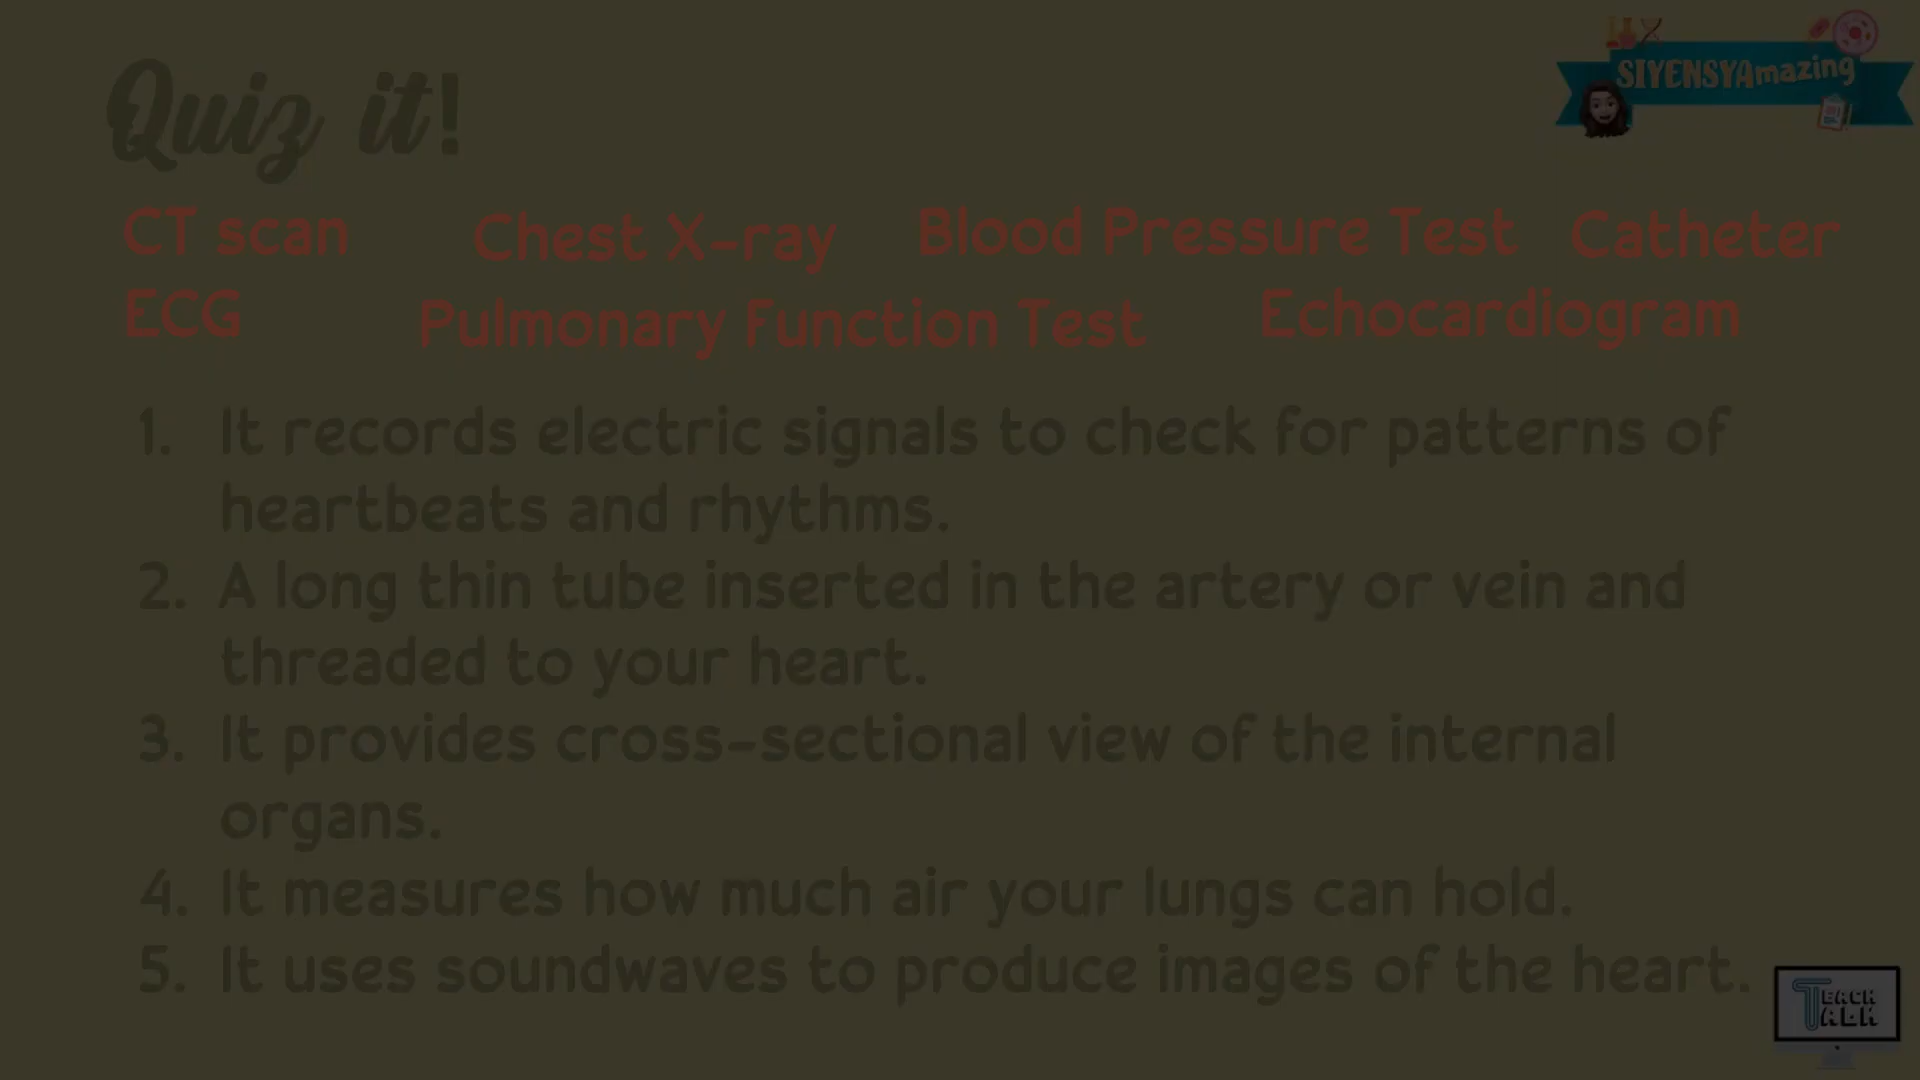 Quiz it!
SIYENSYAmazing
CT scan Chest X-ray Blood Pressure Test Catheter
ECG Pulmonary Function Test Echocardiogram
1. It records electric signals to check for patterns of
heartbeats and rhythms.
2. A long thin tube inserted in the artery or vein and
threaded to your heart.
3. It provides cross-sectional view of the internal
organs.
4. It measures how much air your lungs can hold.
5. It uses soundwaves to produce images of the heart.
TEACH
TALK